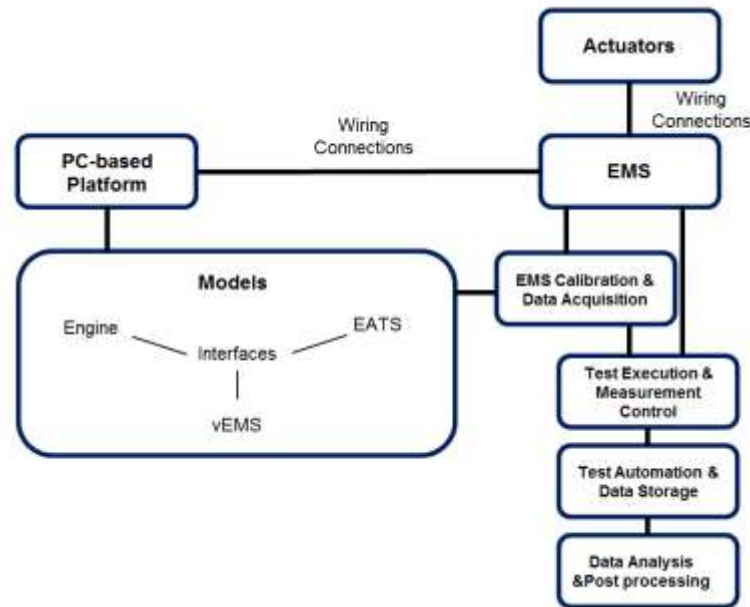 Actuators
Wiring
Connections
Wiring
Connections
PC-based
Platform
EMS
Models
Engine
EATS
Interfaces
vEMS
EMS Calibration &
Data Acquisition
Test Execution &
Measurement
Control
Test Automation &
Data Storage
Data Analysis
&Post processing